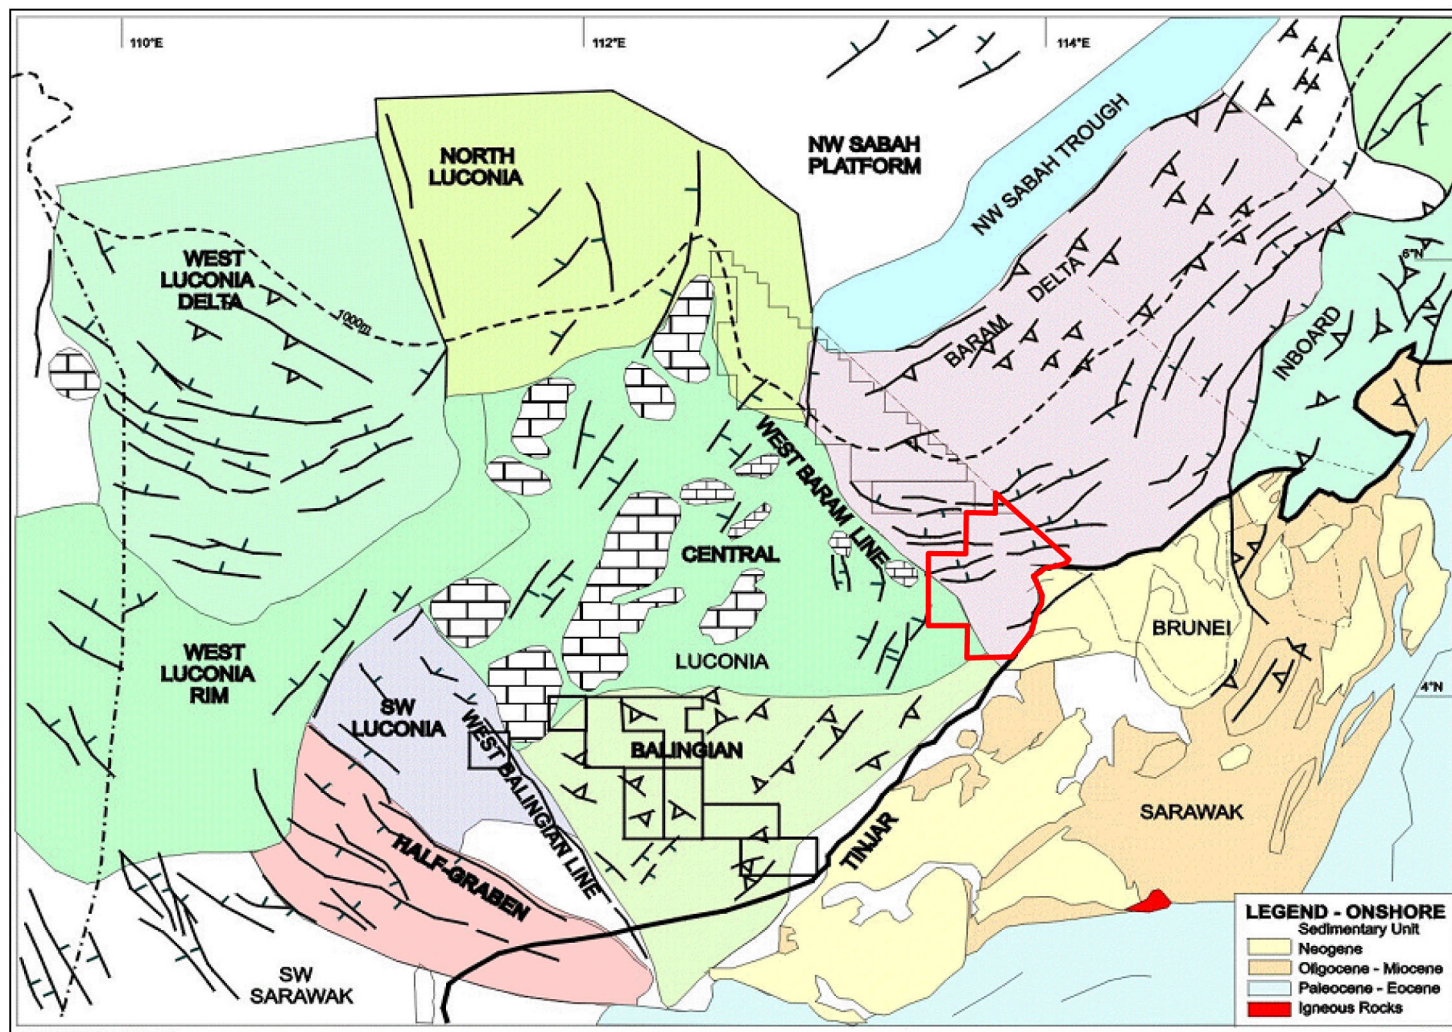 110°E
112°E
114°E
NORTH
LUCONIA
NW SABAH
PLATFORM
NW SABAH TROUGH
WEST
LUCONIA
DELTA
1000m
BARAM
DELTA
6°N
INBOARD
WEST BARAM LINE
CENTRAL
LUCONIA
BRUNEI
WEST
LUCONIA
RIM
SW
LUCONIA
WEST BALINGIAN LINE
BALINGIAN
4°N
HALF-GRABEN
TINJAR
SARAWAK
SW
SARAWAK
LEGEND - ONSHORE
Sedimentary Unit
Neogene
Oligocene - Miocene
Paleocene - Eocene
Igneous Rocks